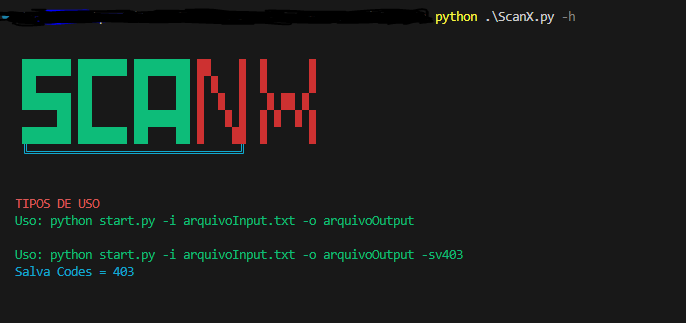 python .\ScanX.py -h
SCANX
TIPOS DE USO
Uso: python start.py -i arquivoInput.txt -o arquivoOutput
Uso: python start.py -i arquivoInput.txt -o arquivoOutput -sv403
Salva Codes = 403